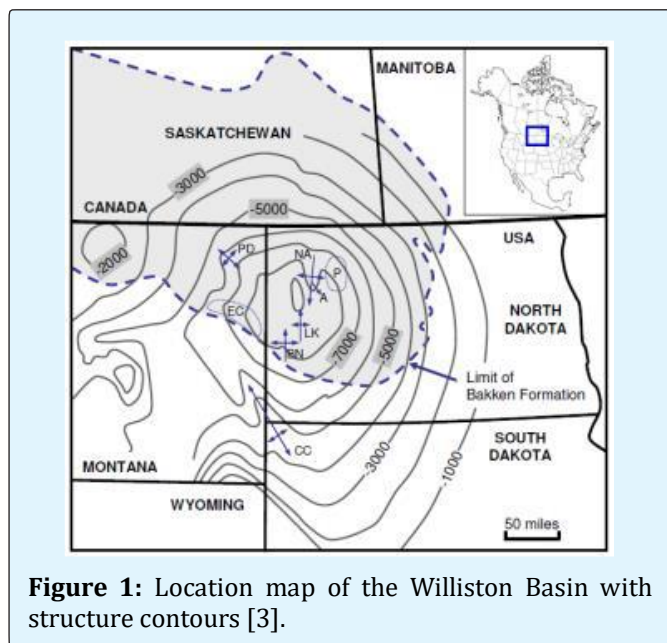 MANITOBA
SASKATCHEWAN
-3000
CANADA
-5000
USA
-2000
PD
NA
P
A
EC
LK
BN
-7000
-5000
NORTH
DAKOTA
Limit of
Bakken Formation
CC
-3000
-1000
SOUTH
DAKOTA
MONTANA
WYOMING
50 miles
Figure 1: Location map of the Williston Basin with
structure contours [3].